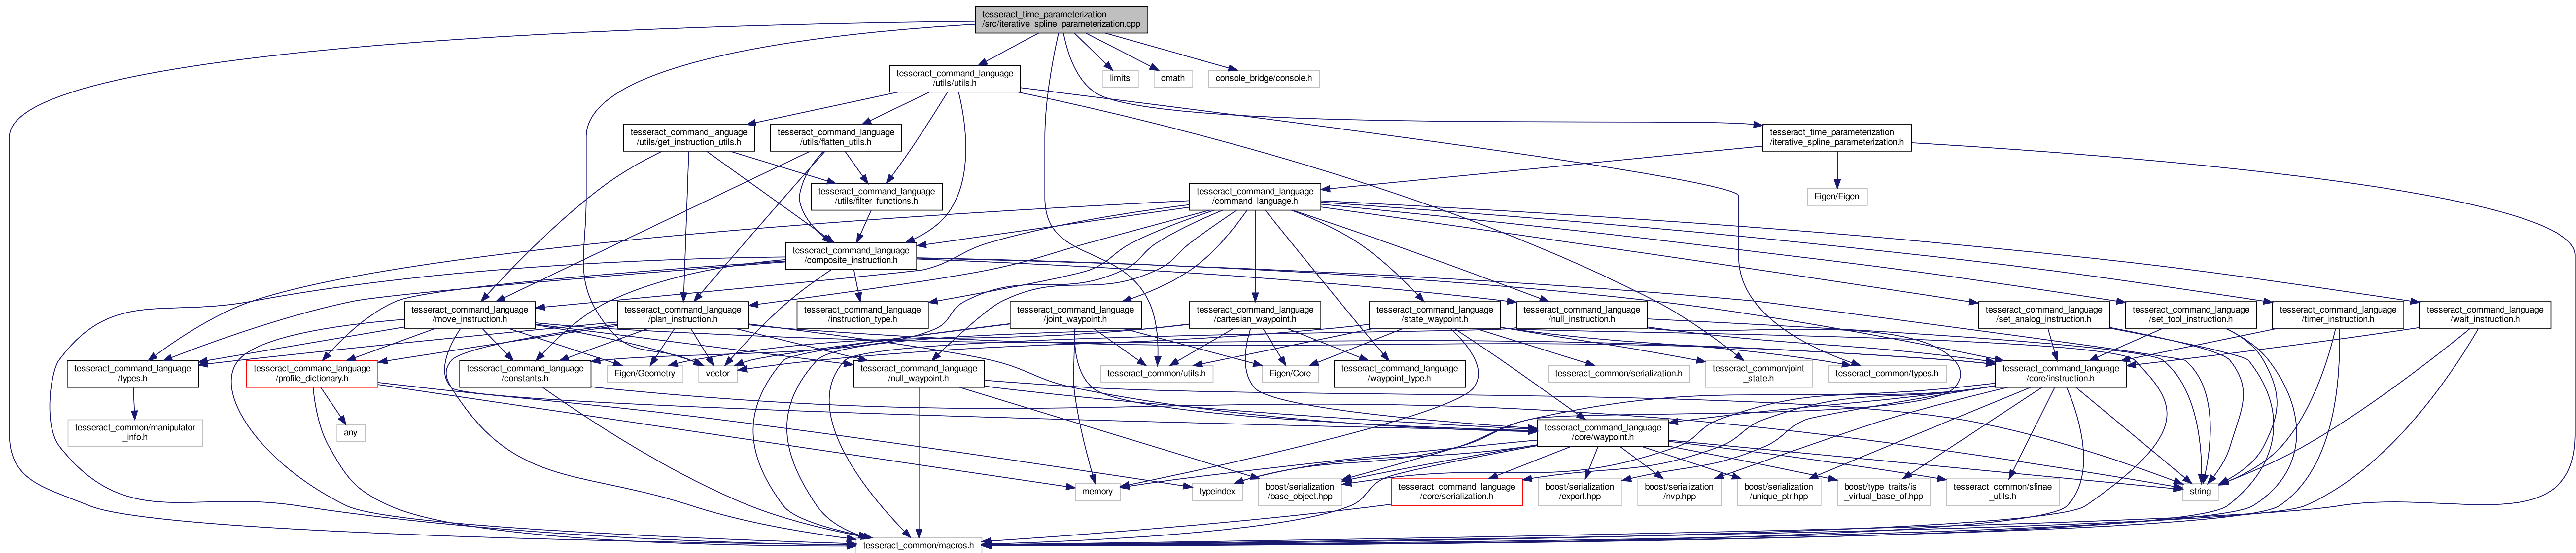 tesseract_time_parameterization
/src/iterative_spline_parameterization.cpp
tesseract_command_language
/utils/utils.h
limits
cmath
console_bridge/console.h
tesseract_command_language
/utils/get_instruction_utils.h
tesseract_command_language
/utils/flatten_utils.h
tesseract_time_parameterization
/iterative_spline_parameterization.h
tesseract_command_language
/utils/filter_functions.h
tesseract_command_language
/command_language.h
Eigen/Eigen
tesseract_command_language
/composite_instruction.h
tesseract_command_language
/move_instruction.h
tesseract_command_language
/plan_instruction.h
tesseract_command_language
/instruction_type.h
tesseract_command_language
/joint_waypoint.h
tesseract_command_language
/cartesian_waypoint.h
tesseract_command_language
/state_waypoint.h
tesseract_command_language
/null_instruction.h
tesseract_command_language
/set_analog_instruction.h
tesseract_command_language
/set_tool_instruction.h
tesseract_command_language
/timer_instruction.h
tesseract_command_language
/wait_instruction.h
tesseract_command_language
/types.h
tesseract_command_language
/profile_dictionary.h
tesseract_command_language
/constants.h
Eigen/Geometry
vector
tesseract_command_language
/null_waypoint.h
tesseract_common/utils.h
Eigen/Core
tesseract_command_language
/waypoint_type.h
tesseract_common/serialization.h
tesseract_common/joint
_state.h
tesseract_common/types.h
tesseract_command_language
/core/instruction.h
tesseract_common/manipulator
_info.h
any
tesseract_command_language
/core/waypoint.h
memory
typeindex
boost/serialization
/base_object.hpp
tesseract_command_language
/core/serialization.h
boost/serialization
/export.hpp
boost/serialization
/nvp.hpp
boost/serialization
/unique_ptr.hpp
boost/type_traits/is
_virtual_base_of.hpp
tesseract_common/sfinae
_utils.h
string
tesseract_common/macros.h